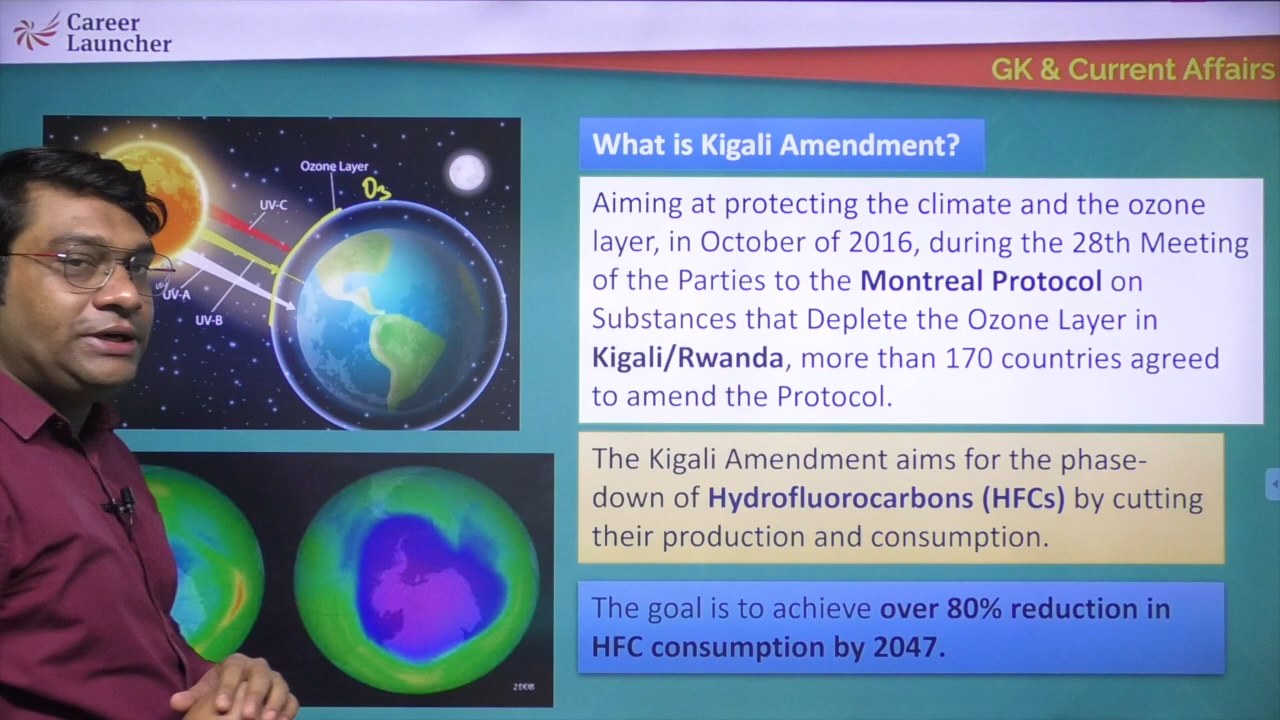 Career
Launcher
GK & Current Affairs
Ozone Layer
O3
UV-C
UV-A
UV-B
2008
What is Kigali Amendment?
Aiming at protecting the climate and the ozone
layer, in October of 2016, during the 28th Meeting
of the Parties to the Montreal Protocol on
Substances that Deplete the Ozone Layer in
Kigali/Rwanda, more than 170 countries agreed
to amend the Protocol.
The Kigali Amendment aims for the phase-
down of Hydrofluorocarbons (HFCs) by cutting
their production and consumption.
The goal is to achieve over 80% reduction in
HFC consumption by 2047.